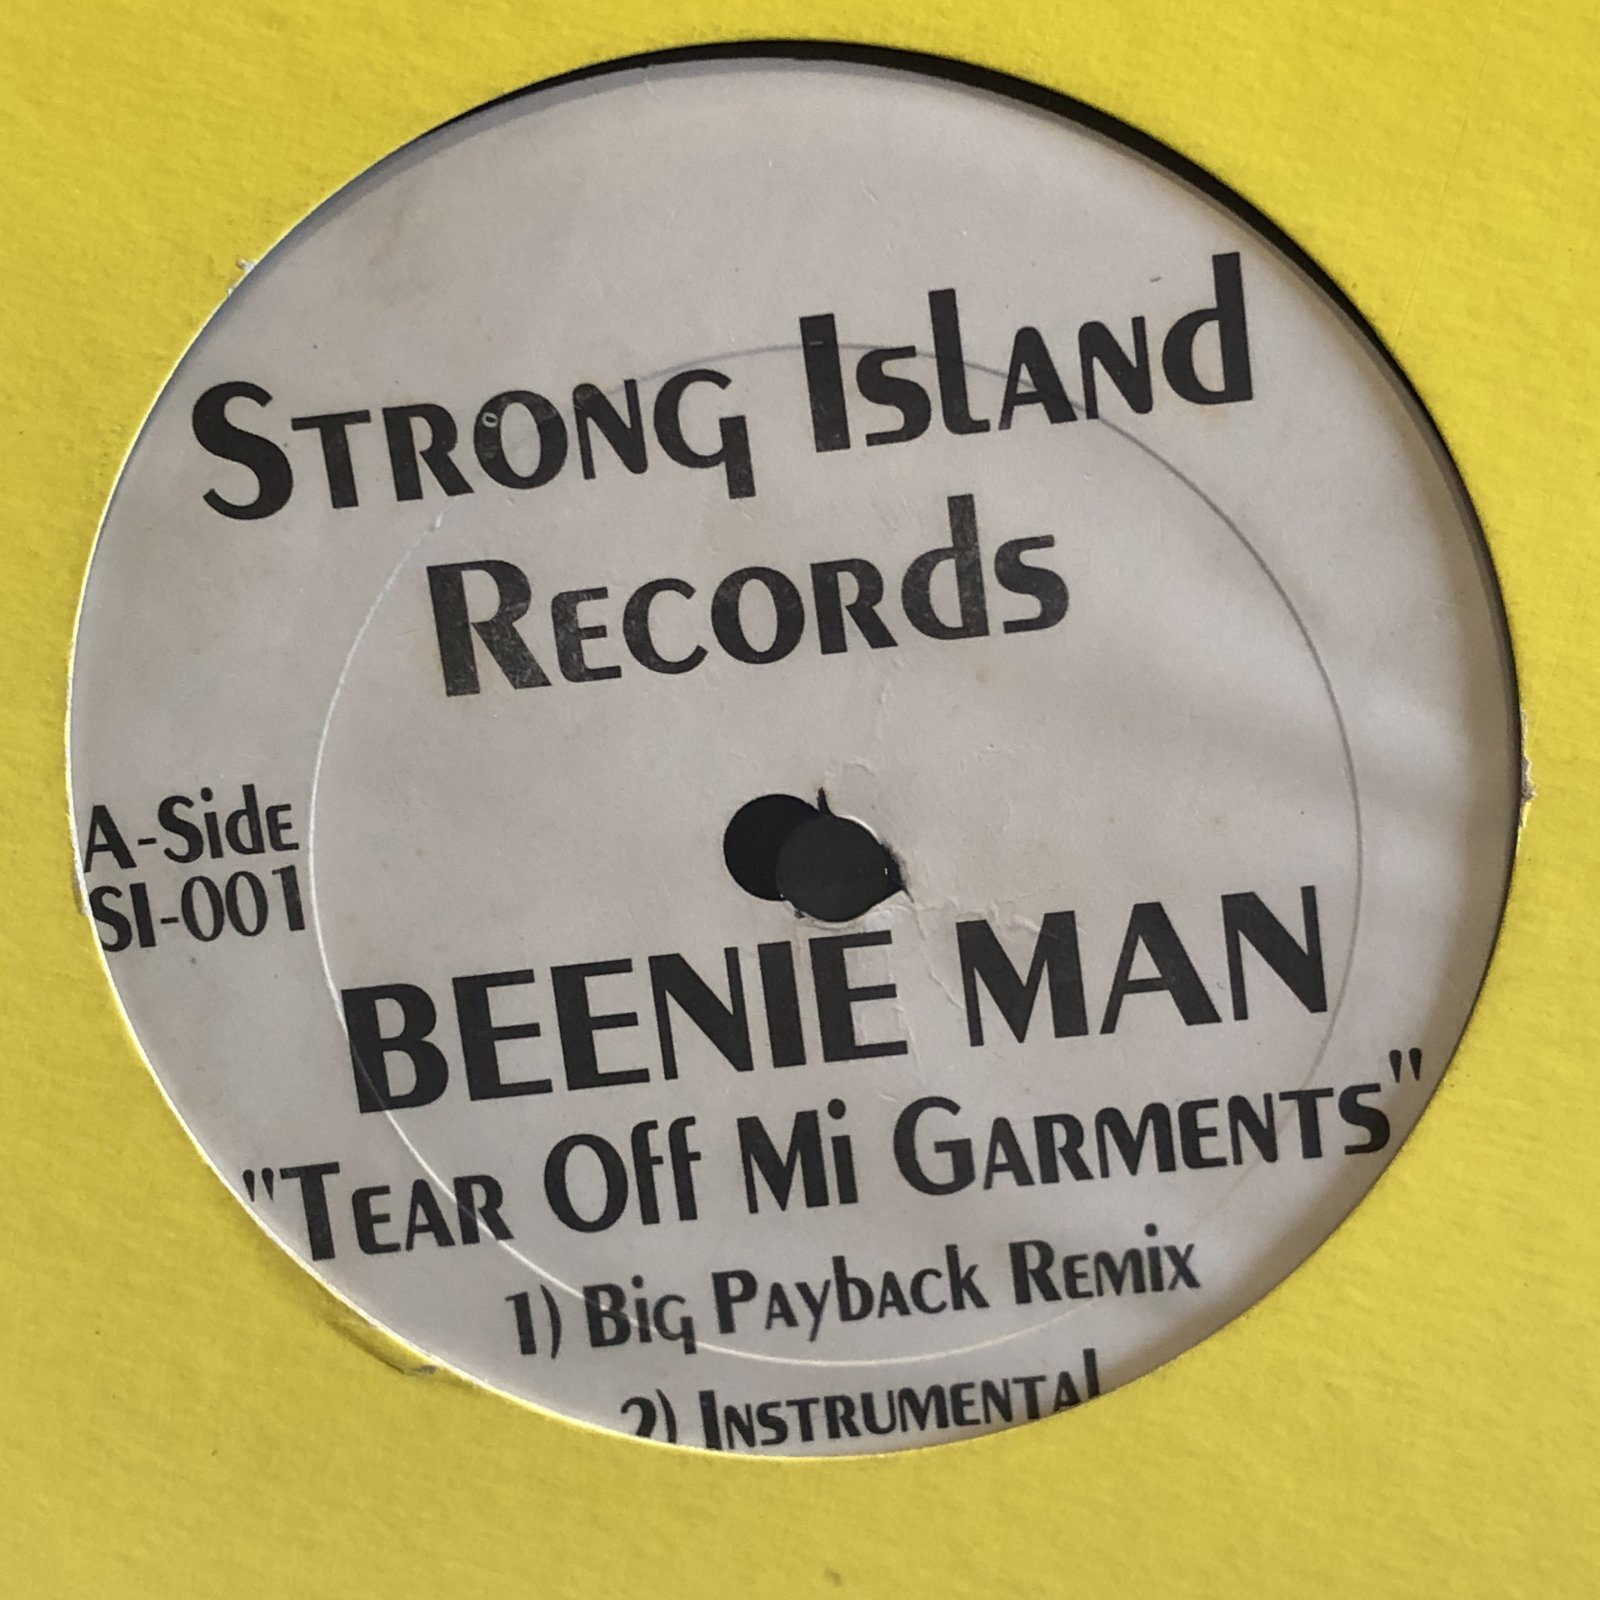 Strong Island
Records
A-Side
SI-001
BEENIE MAN
"Tear Off Mi Garments"
1) Big Payback Remix
2) Instrumental